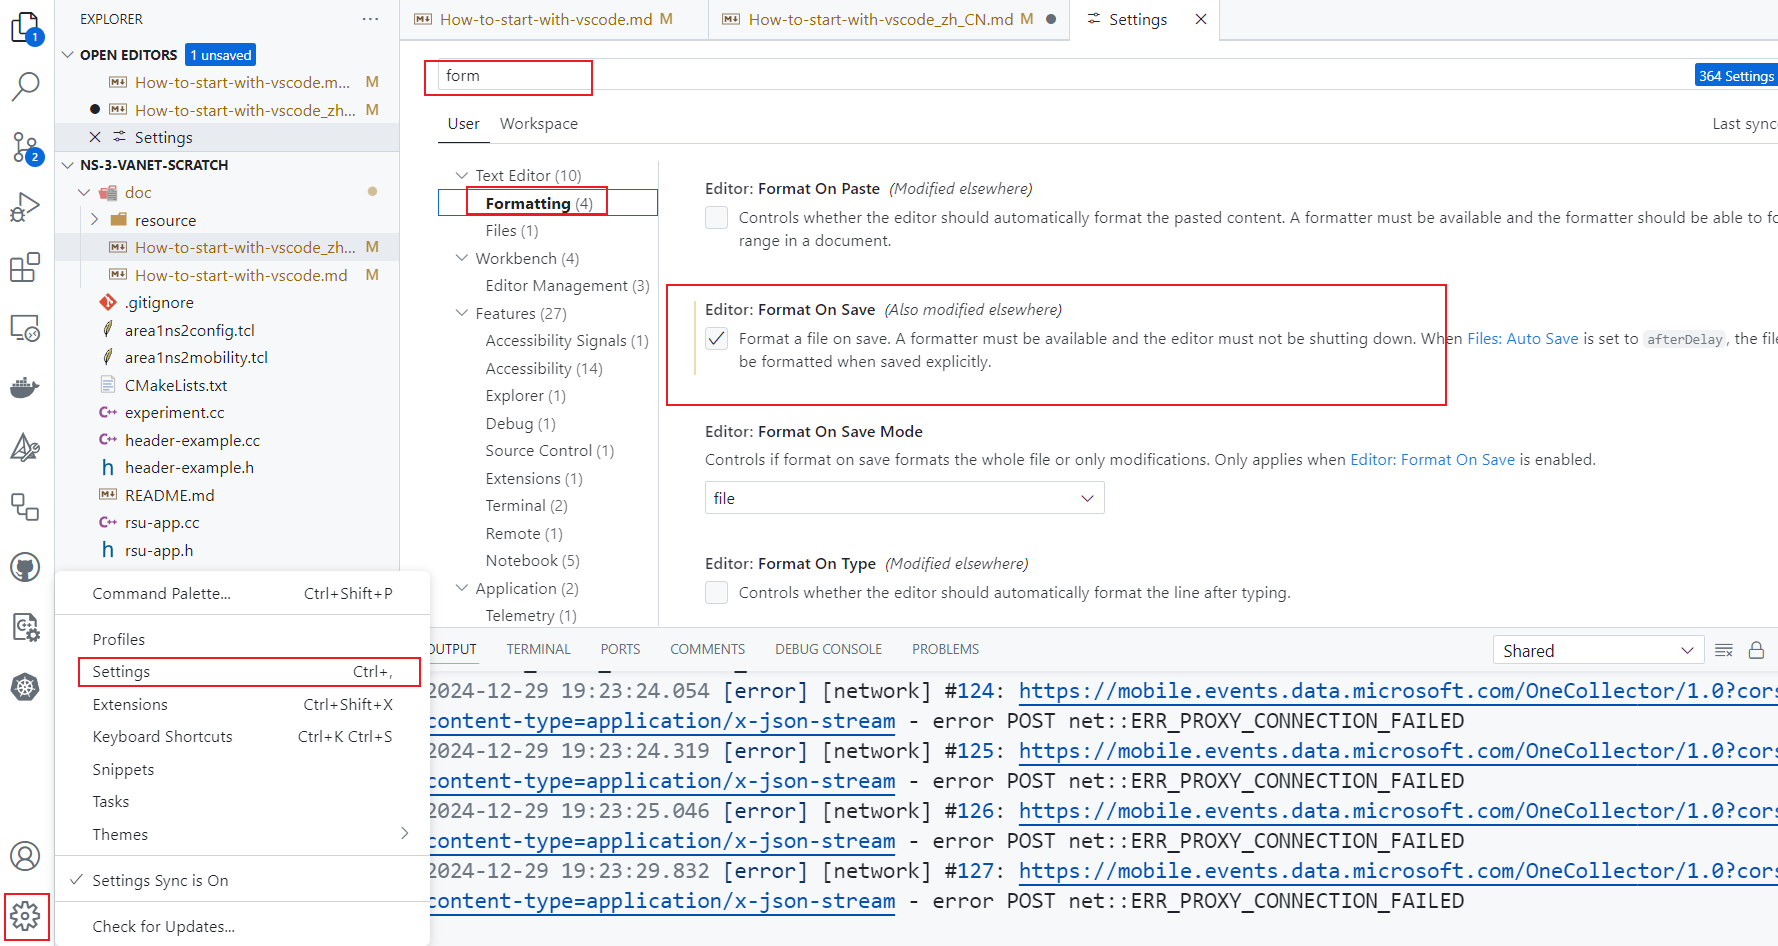 EXPLORER
OPEN EDITORS 1 unsaved
How-to-start-with-vscode.m... M
How-to-start-with-vscode_zh... M
Settings
NS-3-VANET-SCRATCH
doc
resource
How-to-start-with-vscode_zh... M
How-to-start-with-vscode.md M
.gitignore
area1ns2config.tcl
area1ns2mobility.tcl
CMakeLists.txt
experiment.cc
header-example.cc
header-example.h
README.md
rsu-app.cc
rsu-app.h
1
2
Command Palette... Ctrl+Shift+P
Profiles
Settings Ctrl+,
Extensions Ctrl+Shift+X
Keyboard Shortcuts Ctrl+K Ctrl+S
Snippets
Tasks
Themes
Settings Sync is On
Check for Updates...
How-to-start-with-vscode.md M
How-to-start-with-vscode_zh_CN.md M
Settings
form
364 Settings
User Workspace
Last sync
Text Editor (10)
Formatting (4)
Files (1)
Workbench (4)
Editor Management (3)
Features (27)
Accessibility Signals (1)
Accessibility (14)
Explorer (1)
Debug (1)
Source Control (1)
Extensions (1)
Terminal (2)
Remote (1)
Notebook (5)
Application (2)
Telemetry (1)
Editor: Format On Paste (Modified elsewhere)
Controls whether the editor should automatically format the pasted content. A formatter must be available and the formatter should be able to fo
range in a document.
Editor: Format On Save (Also modified elsewhere)
Format a file on save. A formatter must be available and the editor must not be shutting down. When Files: Auto Save is set to afterDelay, the file
be formatted when saved explicitly.
Editor: Format On Save Mode
Controls if format on save formats the whole file or only modifications. Only applies when Editor: Format On Save is enabled.
file
Editor: Format On Type (Modified elsewhere)
Controls whether the editor should automatically format the line after typing.
OUTPUT TERMINAL PORTS COMMENTS DEBUG CONSOLE PROBLEMS
Shared
2024-12-29 19:23:24.054 [error] [network] #124: https://mobile.events.data.microsoft.com/OneCollector/1.0?cors
content-type=application/x-json-stream - error POST net::ERR_PROXY_CONNECTION_FAILED
2024-12-29 19:23:24.319 [error] [network] #125: https://mobile.events.data.microsoft.com/OneCollector/1.0?cors
content-type=application/x-json-stream - error POST net::ERR_PROXY_CONNECTION_FAILED
2024-12-29 19:23:25.046 [error] [network] #126: https://mobile.events.data.microsoft.com/OneCollector/1.0?cors
content-type=application/x-json-stream - error POST net::ERR_PROXY_CONNECTION_FAILED
2024-12-29 19:23:29.832 [error] [network] #127: https://mobile.events.data.microsoft.com/OneCollector/1.0?cors
content-type=application/x-json-stream - error POST net::ERR_PROXY_CONNECTION_FAILED